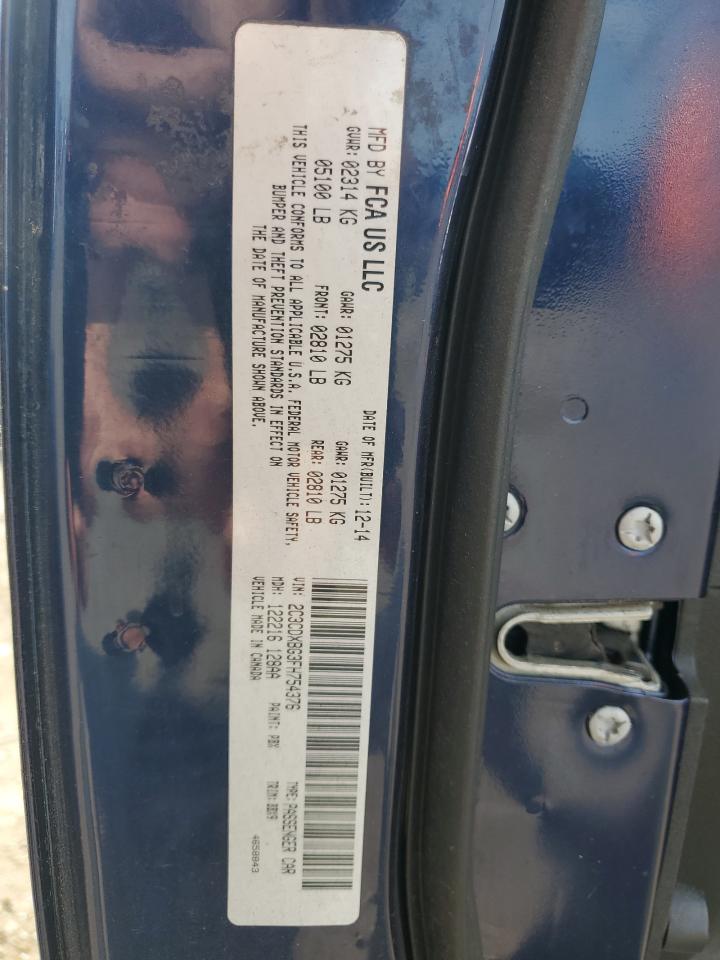 MFD BY FCA US LLC
DATE OF MFR(BUILT): 12-14
GVWR: 02314 KG GAWR: 01275 KG GAWR: 01275 KG
05100 LB FRONT: 02810 LB REAR: 02810 LB
THIS VEHICLE CONFORMS TO ALL APPLICABLE U.S.A. FEDERAL MOTOR VEHICLE SAFETY,
BUMPER AND THEFT PREVENTION STANDARDS IN EFFECT ON
THE DATE OF MANUFACTURE SHOWN ABOVE.
VIN: 2C3CDXBG3FH754376 TYPE: PASSENGER CAR
MDH: 122216 128AA PAINT: PBX TRIM: BBX9
VEHICLE MADE IN CANADA 4658843